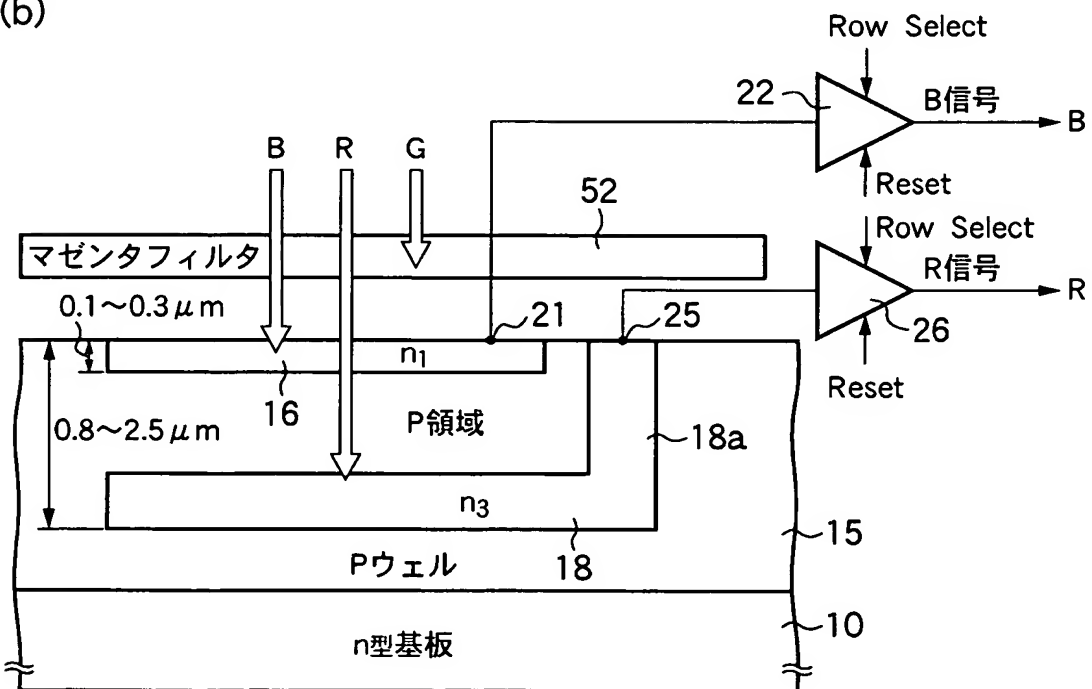 (b)
Row Select
22
B信号
B
Reset
B R G
52
Row Select
マゼンタフィルタ
R信号
R
0.1〜0.3μm
21
25
26
n1
Reset
16
P領域
0.8〜2.5μm
18a
n3
15
Pウェル
18
10
n型基板